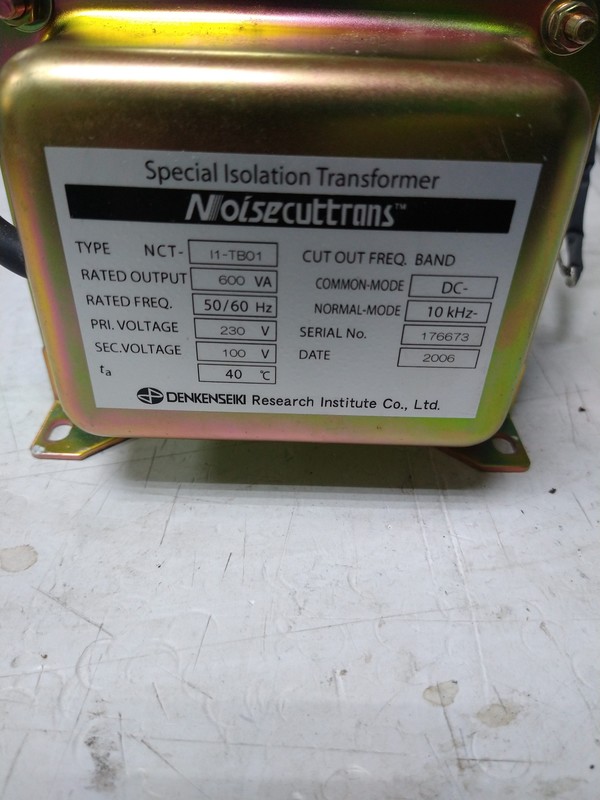 Special Isolation Transformer
Noisecuttrans™
TYPE NCT- I1-TB01
RATED OUTPUT 600 VA
RATED FREQ. 50/60 Hz
PRI. VOLTAGE 230 V
SEC.VOLTAGE 100 V
ta 40 ℃
CUT OUT FREQ. BAND
COMMON-MODE DC-
NORMAL-MODE 10 kHz-
SERIAL No. 176673
DATE 2006
DENKENSEIKI Research Institute Co., Ltd.